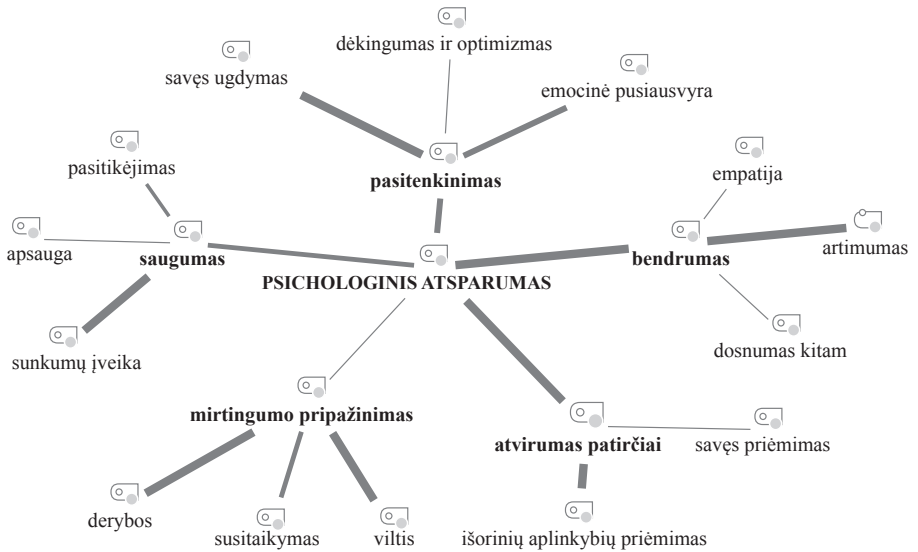 dėkingumas ir optimizmas
savęs ugdymas
emocinė pusiausvyra
pasitikėjimas
pasitenkinimas
empatija
apsauga
saugumas
bendrumas
artimumas
PSICHOLOGINIS ATSPARUMAS
sunkumų įveika
dosnumas kitam
mirtingumo pripažinimas
atvirumas patirčiai
savęs priėmimas
derybos
susitaikymas
viltis
išorinių aplinkybių priėmimas